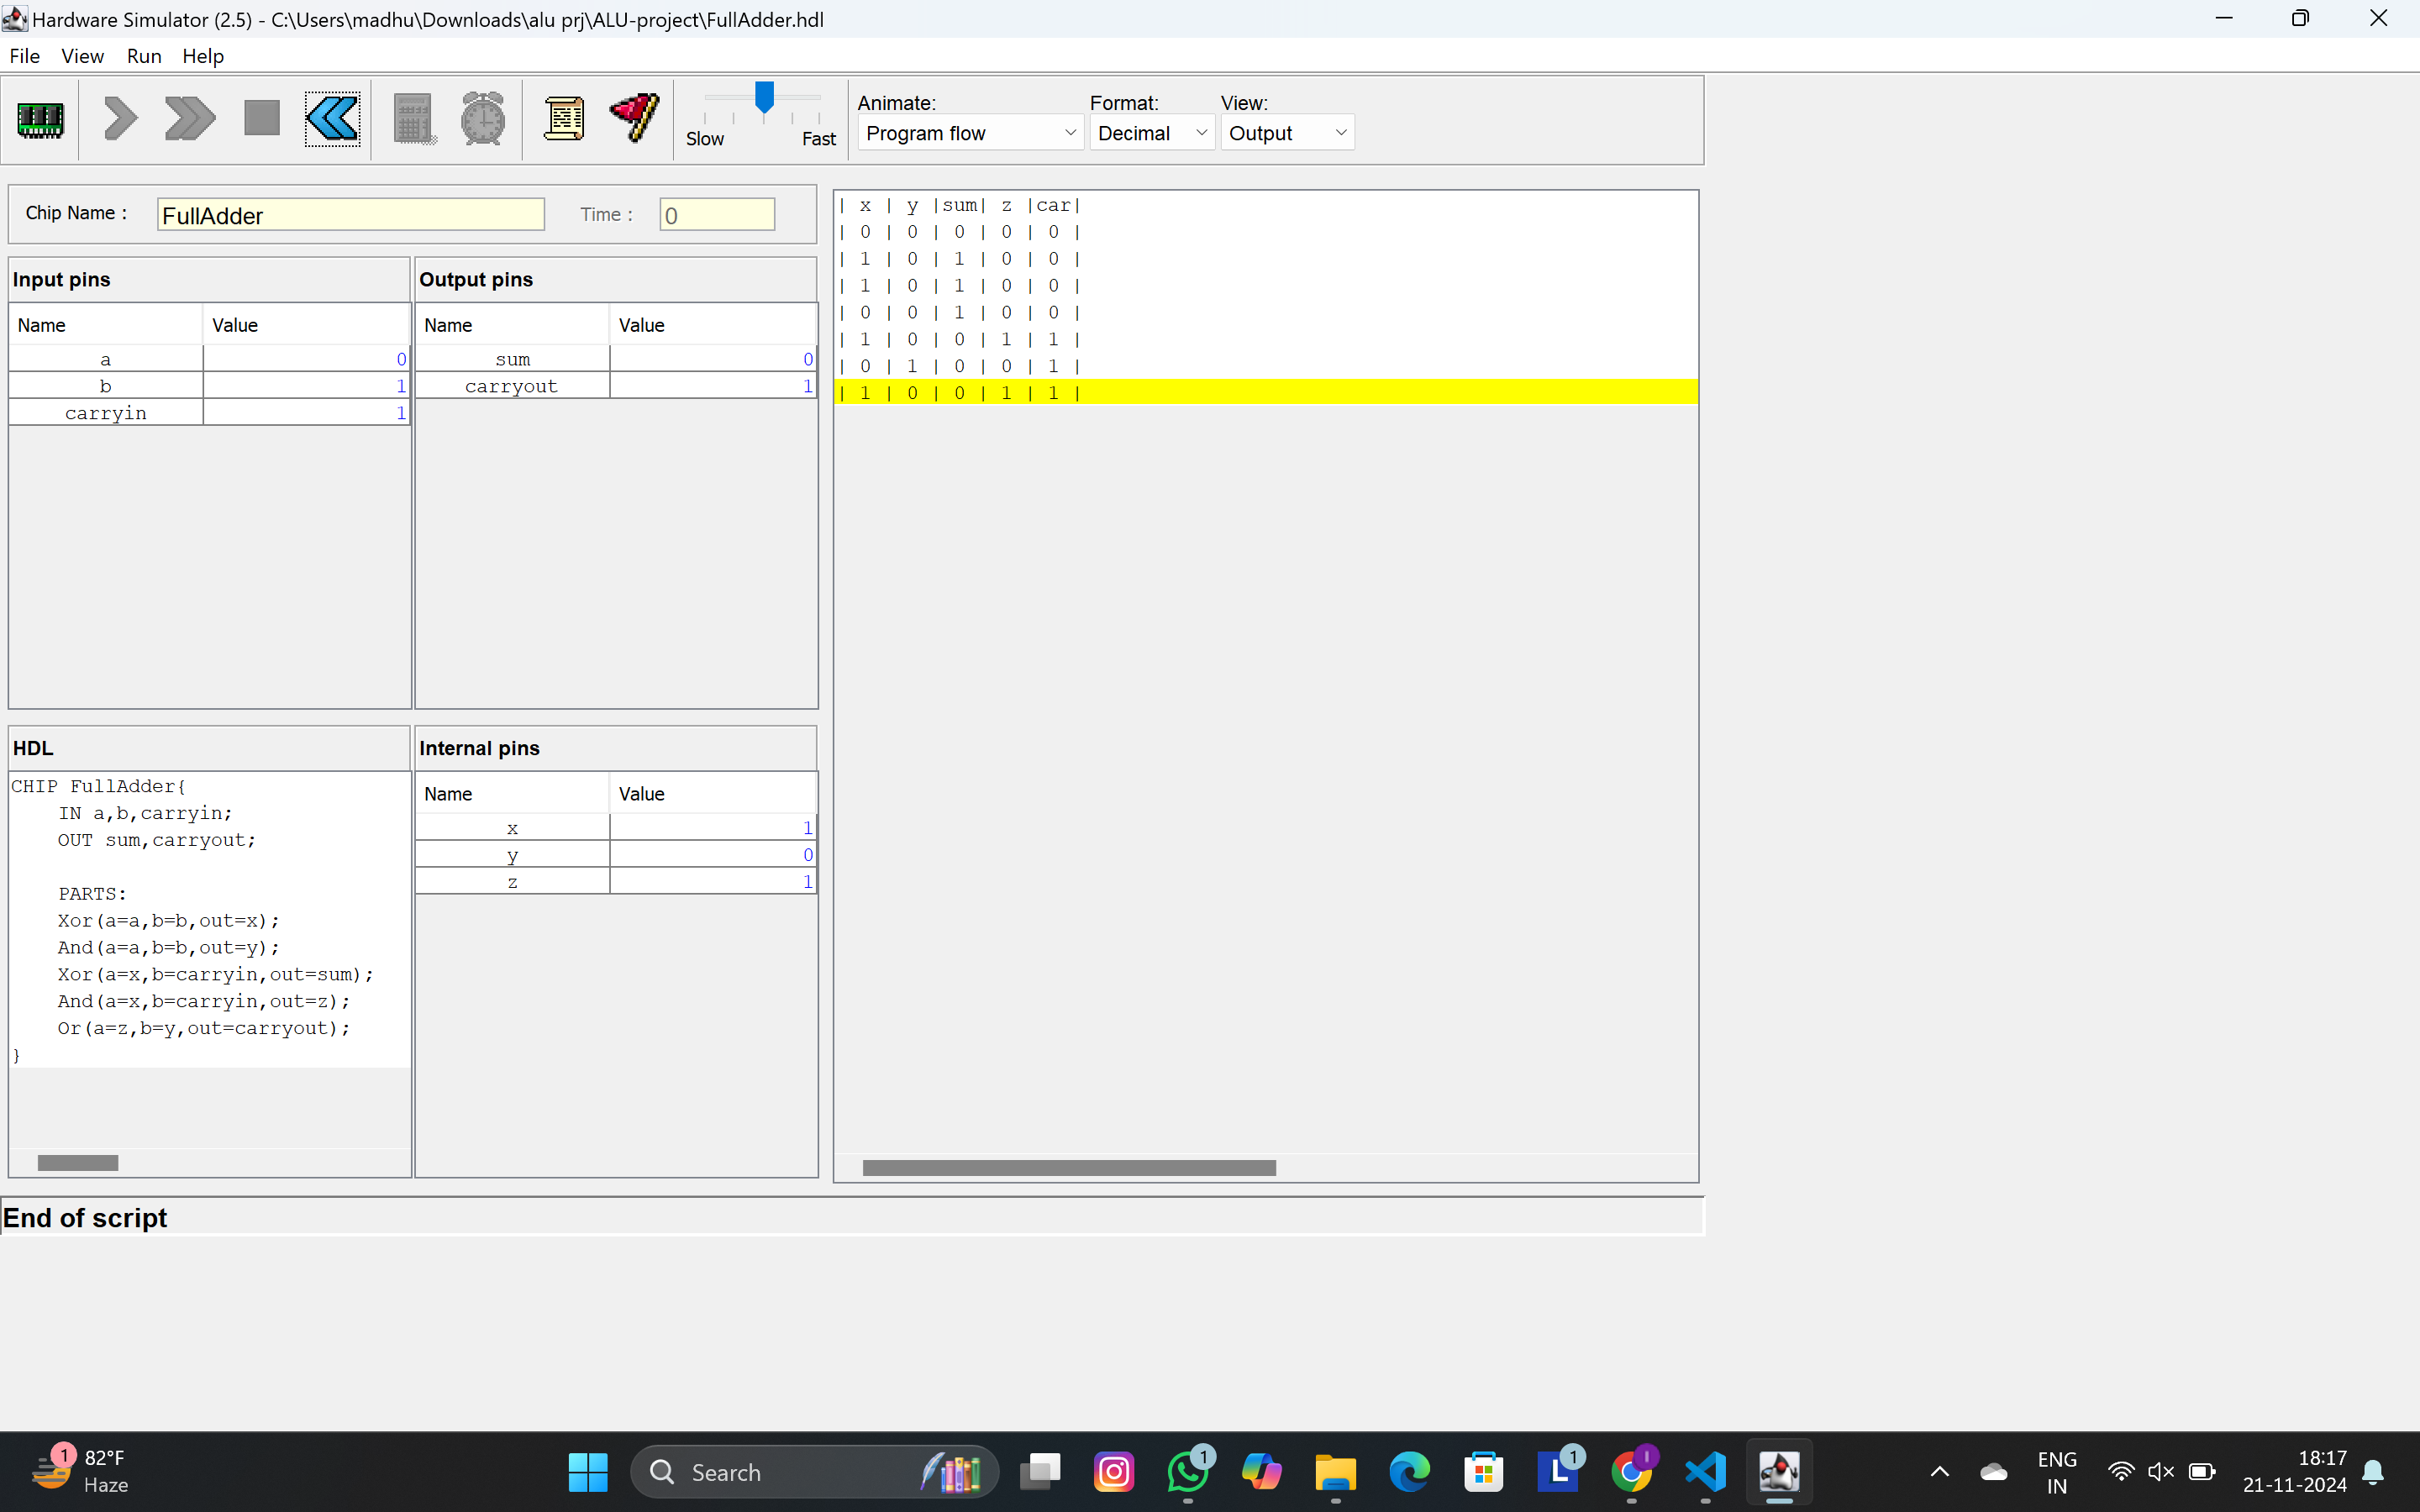 Hardware Simulator (2.5) - C:\Users\madhu\Downloads\alu prj\ALU-project\FullAdder.hdl
File View Run Help
Slow Fast
Animate: Format: View:
Program flow Decimal Output
Chip Name : FullAdder Time : 0
Input pins
Name Value
a 0
b 1
carryin 1
Output pins
Name Value
sum 0
carryout 1
HDL
CHIP FullAdder{
IN a,b,carryin;
OUT sum,carryout;
PARTS:
Xor(a=a,b=b,out=x);
And(a=a,b=b,out=y);
Xor(a=x,b=carryin,out=sum);
And(a=x,b=carryin,out=z);
Or(a=z,b=y,out=carryout);
}
Internal pins
Name Value
x 1
y 0
z 1
| x | y |sum| z |car|
| 0 | 0 | 0 | 0 | 0 |
| 1 | 0 | 1 | 0 | 0 |
| 1 | 0 | 1 | 0 | 0 |
| 0 | 0 | 1 | 0 | 0 |
| 1 | 0 | 0 | 1 | 1 |
| 0 | 1 | 0 | 0 | 1 |
| 1 | 0 | 0 | 1 | 1 |
End of script
1
82°F
Haze
Search
1
L 1
I
ENG
IN
18:17
21-11-2024